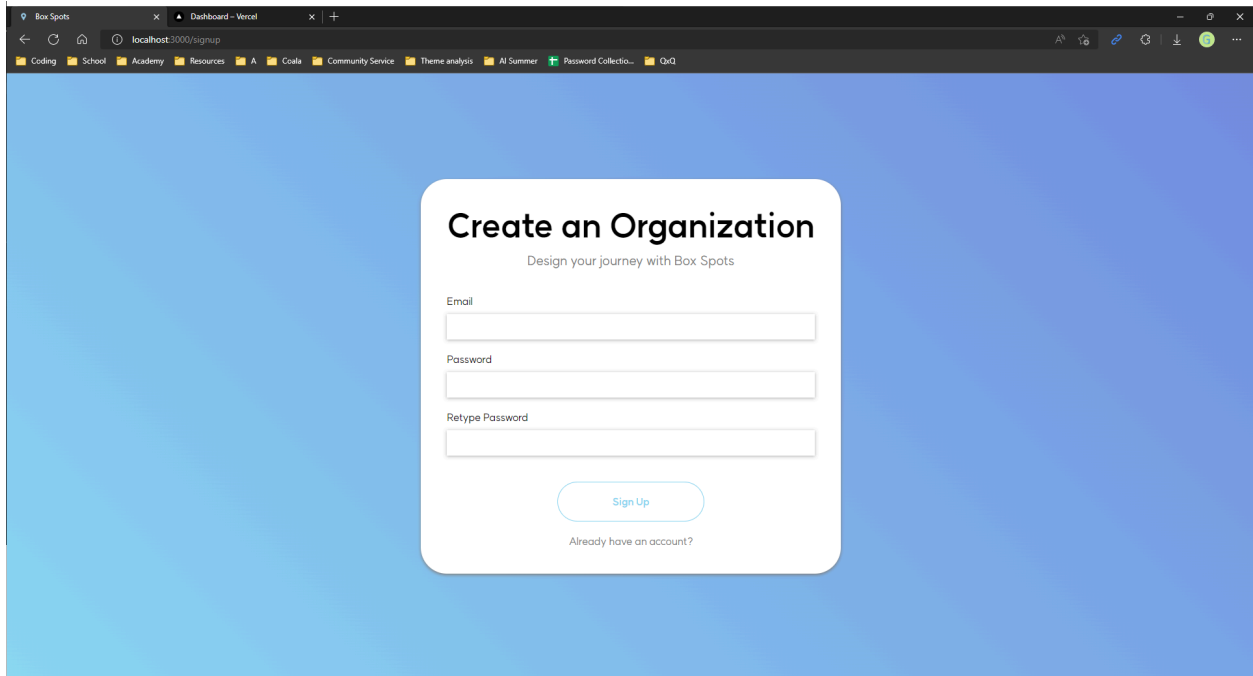 Box Spots
Dashboard – Vercel
localhost:3000/signup
Coding School Academy Resources A Coala Community Service Theme analysis AI Summer Password Collectio... QxQ
Create an Organization
Design your journey with Box Spots
Email
Password
Retype Password
Sign Up
Already have an account?